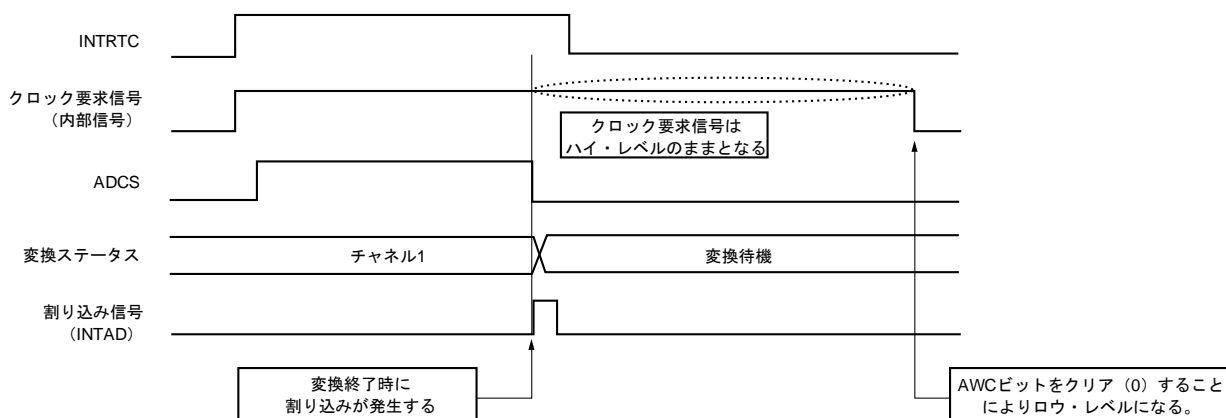 INTRTC
クロック要求信号
（内部信号）
クロック要求信号は
ハイ・レベルのままとなる
ADCS
変換ステータス
チャネル1
変換待機
割り込み信号
（INTAD）
変換終了時に
割り込みが発生する
AWCビットをクリア（0）すること
によりロウ・レベルになる。